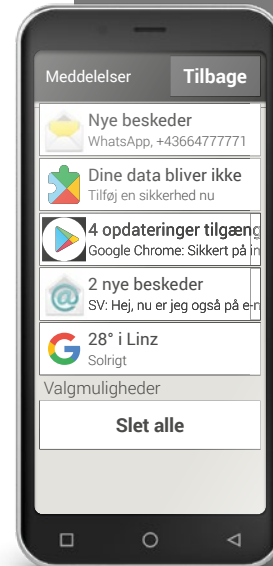 Meddelelser
Tilbage
Nye beskeder
WhatsApp, +43664777771
Dine data bliver ikke
Tilføj en sikkerhed nu
4 opdateringer tilgæng
Google Chrome: Sikkert på in
2 nye beskeder
SV: Hej, nu er jeg også på e-n
28° i Linz
Solrigt
Valgmuligheder
Slet alle